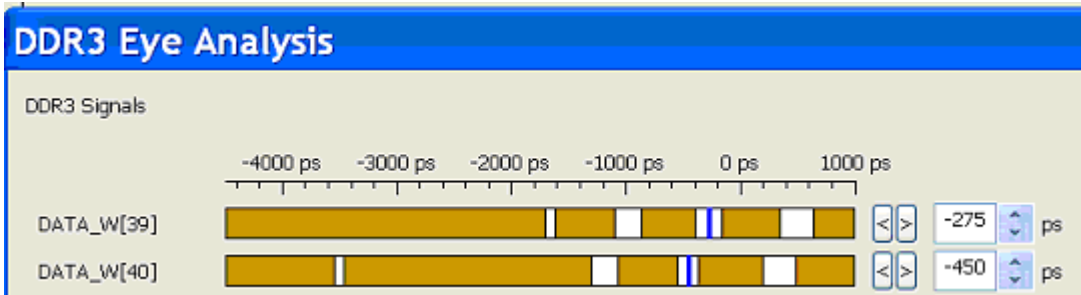 DDR3 Eye Analysis
DDR3 Signals
-4000 ps -3000 ps -2000 ps -1000 ps 0 ps 1000 ps
DATA_W[39] < > -275 ps
DATA_W[40] < > -450 ps